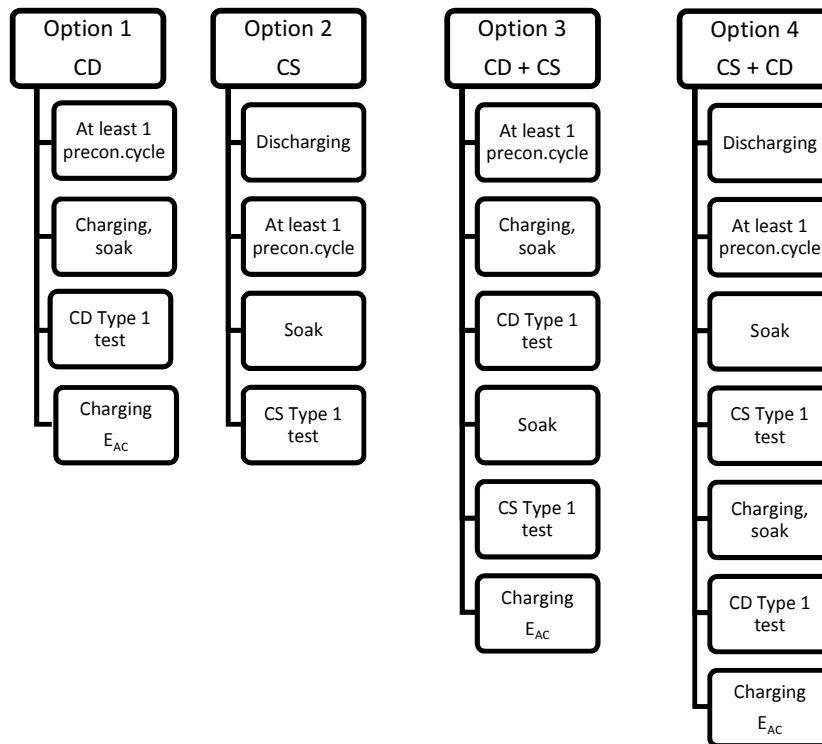 Option 1
CD
At least 1
precon.cycle
Charging,
soak
CD Type 1
test
Charging
EAC
Option 2
CS
Discharging
At least 1
precon.cycle
Soak
CS Type 1
test
Option 3
CD + CS
At least 1
precon.cycle
Charging,
soak
CD Type 1
test
Soak
CS Type 1
test
Charging
EAC
Option 4
CS + CD
Discharging
At least 1
precon.cycle
Soak
CS Type 1
test
Charging,
soak
CD Type 1
test
Charging
EAC